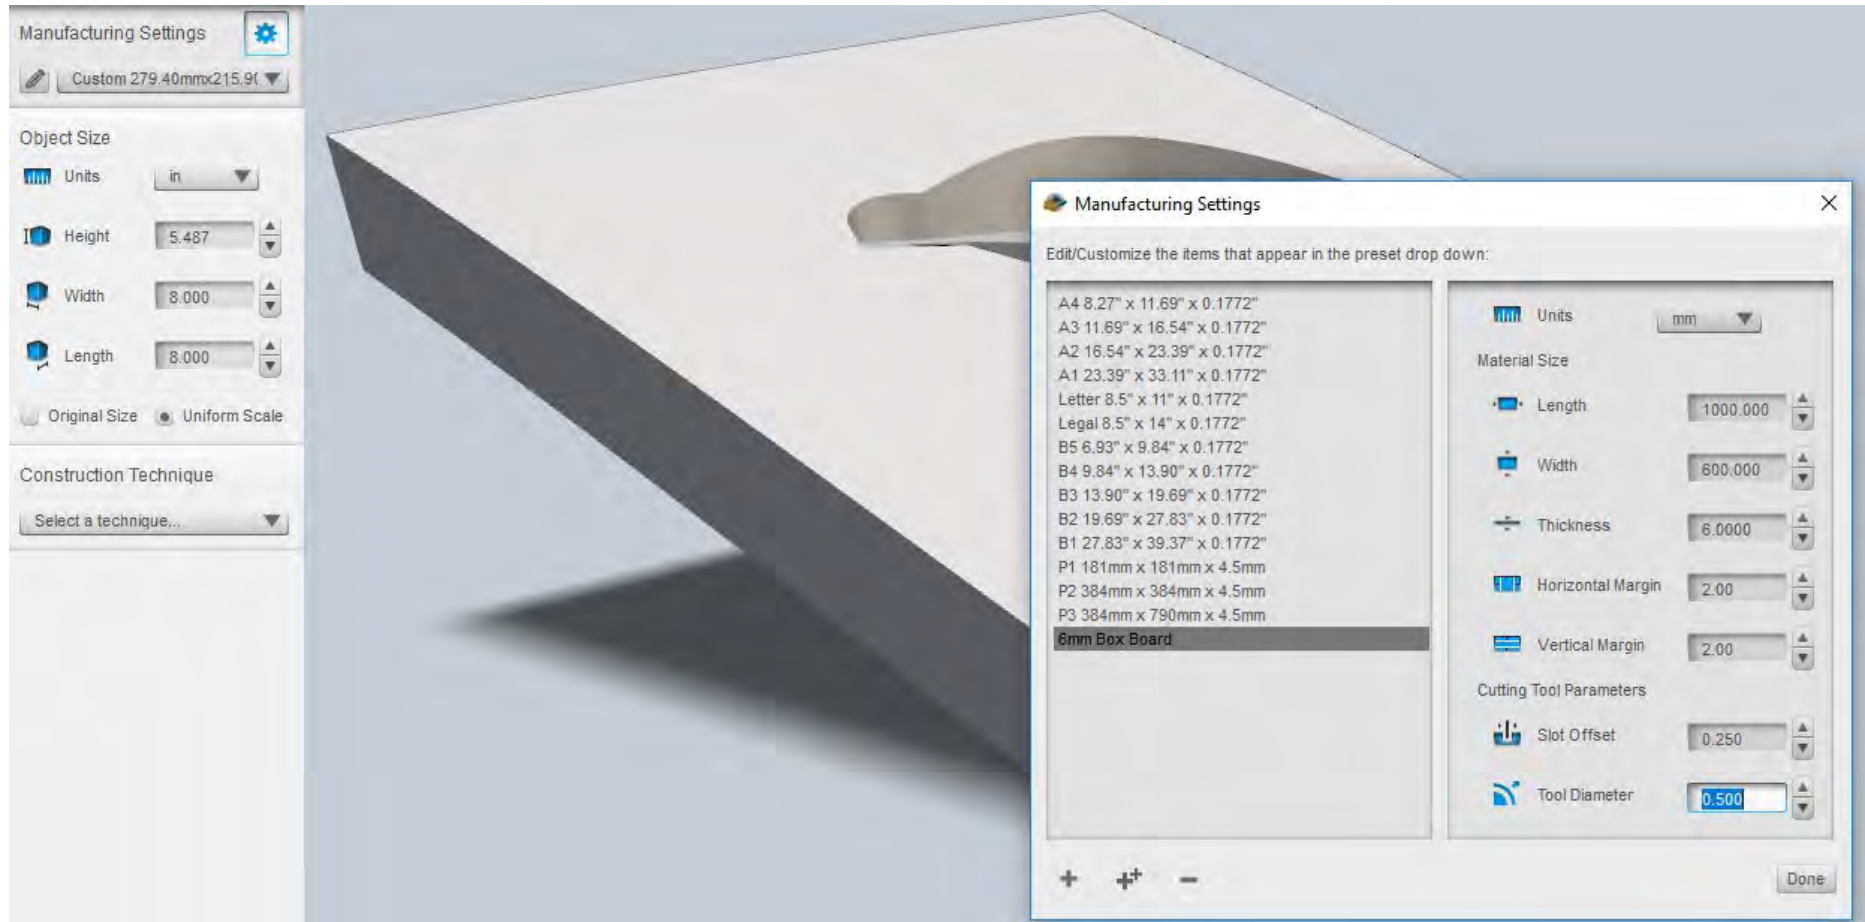 Manufacturing Settings
Custom 279.40mmx215.9(
Object Size
Units in
Height 5.487
Width 8.000
Length 8.000
Original Size Uniform Scale
Construction Technique
Select a technique...
Manufacturing Settings
Edit/Customize the items that appear in the preset drop down:
A4 8.27" x 11.69" x 0.1772"
A3 11.69" x 16.54" x 0.1772"
A2 16.54" x 23.39" x 0.1772"
A1 23.39" x 33.11" x 0.1772"
Letter 8.5" x 11" x 0.1772"
Legal 8.5" x 14" x 0.1772"
B5 6.93" x 9.84" x 0.1772"
B4 9.84" x 13.90" x 0.1772"
B3 13.90" x 19.69" x 0.1772"
B2 19.69" x 27.83" x 0.1772"
B1 27.83" x 39.37" x 0.1772"
P1 181mm x 181mm x 4.5mm
P2 384mm x 384mm x 4.5mm
P3 384mm x 790mm x 4.5mm
6mm Box Board
Units mm
Material Size
Length 1000.000
Width 600.000
Thickness 6.0000
Horizontal Margin 2.00
Vertical Margin 2.00
Cutting Tool Parameters
Slot Offset 0.250
Tool Diameter 0.500
Done